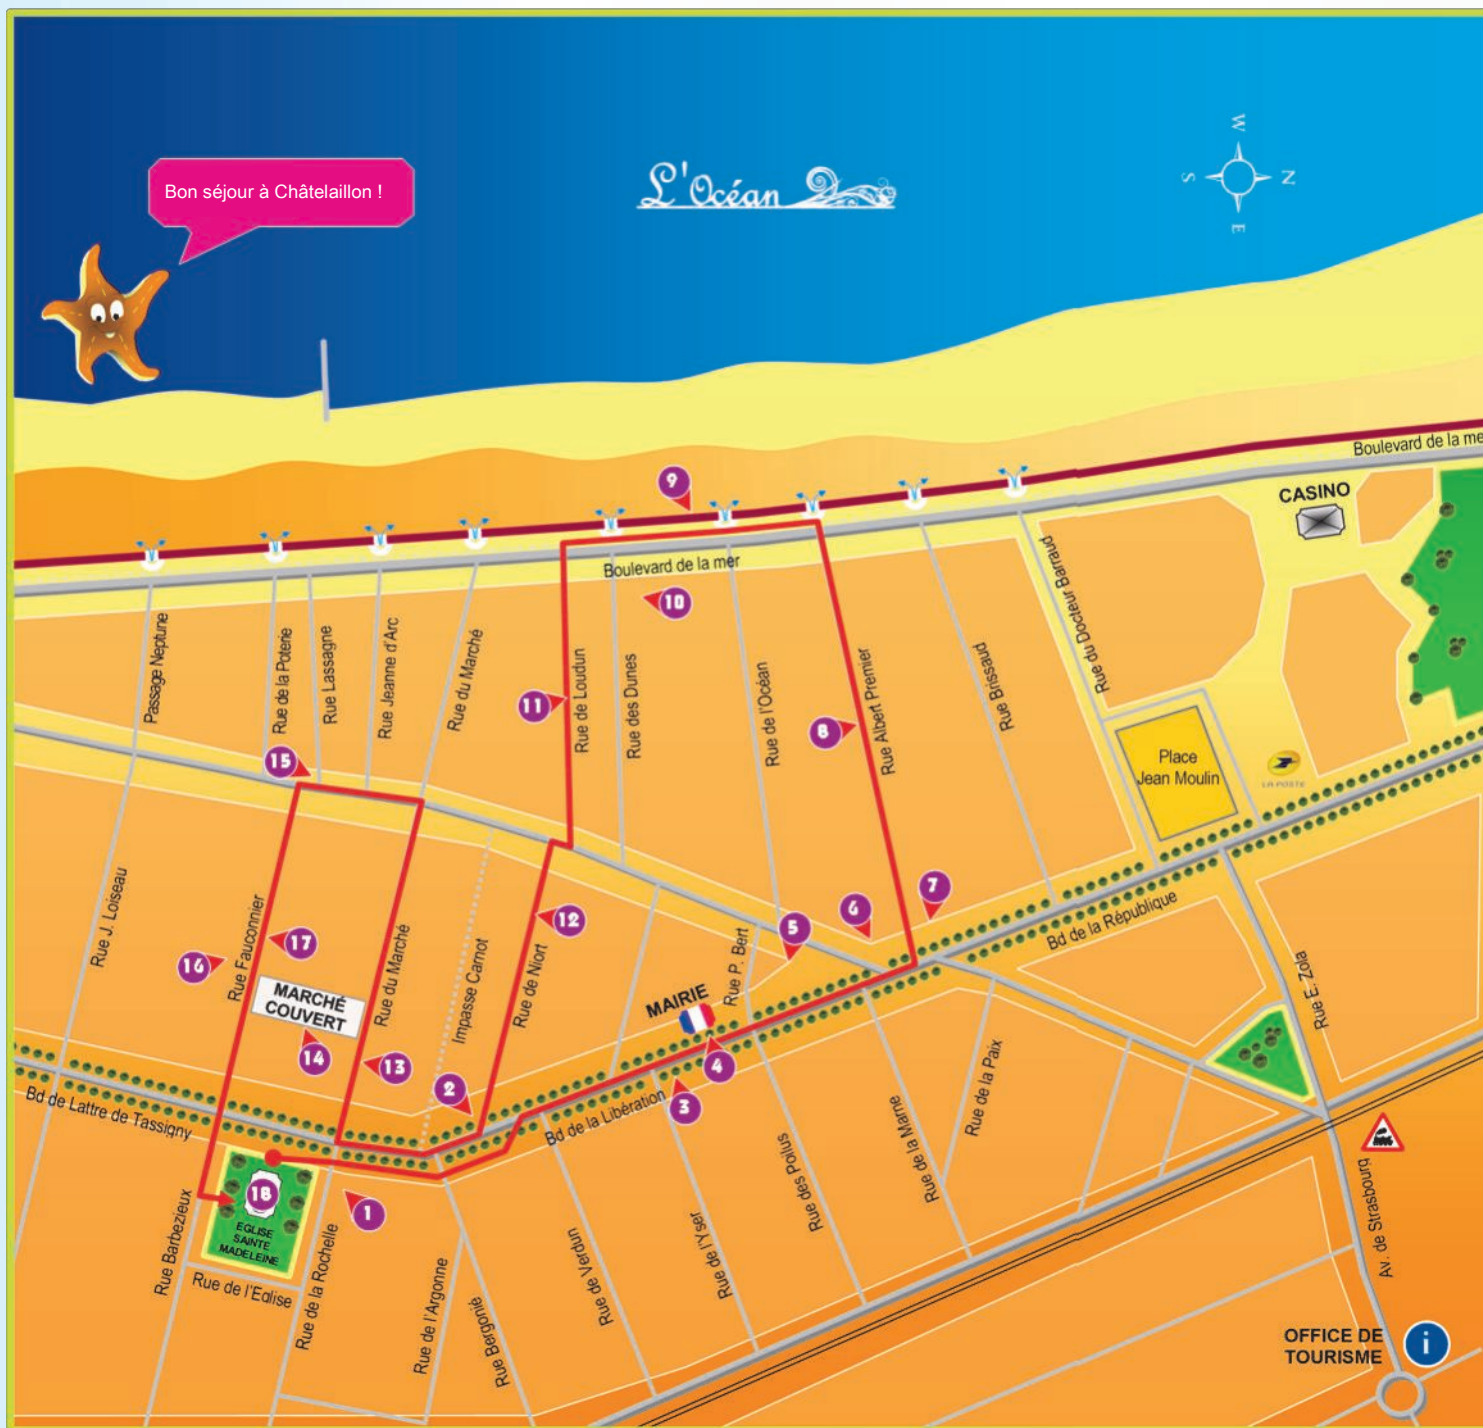 W
S
N
E
Bon séjour à Châtelaillon !
L'Océan
Boulevard de la me
CASINO
9
Boulevard de la mer
10
Passage Neptune
Rue de la Poterie
Rue Lassagne
Rue Jeanne d'Arc
Rue du Marché
Rue de Loudun
Rue des Dunes
Rue de l'Océan
Rue Albert Premier
Rue Brissaud
Rue du Docteur Barraud
11
8
15
Place
Jean Moulin
LA POSTE
Rue J. Loiseau
Rue Fauconnier
16
17
MARCHÉ
COUVERT
14
Rue du Marché
13
Impasse Carnot
2
Rue de Niort
12
MAIRIE
Rue P. Bert
5
6
7
Bd de la République
Rue E. Zola
4
3
Bd de Lattre de Tassigny
Bd de la Libération
Rue de la Marne
Rue de la Paix
18
EGLISE
SAINTE
MADELEINE
1
Rue Barbezieux
Rue de l'Eglise
Rue de la Rochelle
Rue de l'Argonne
Rue Bergonié
Rue de Verdun
Rue de l'Yser
Rue des Poilus
Av. de Strasbourg
OFFICE DE
TOURISME
i